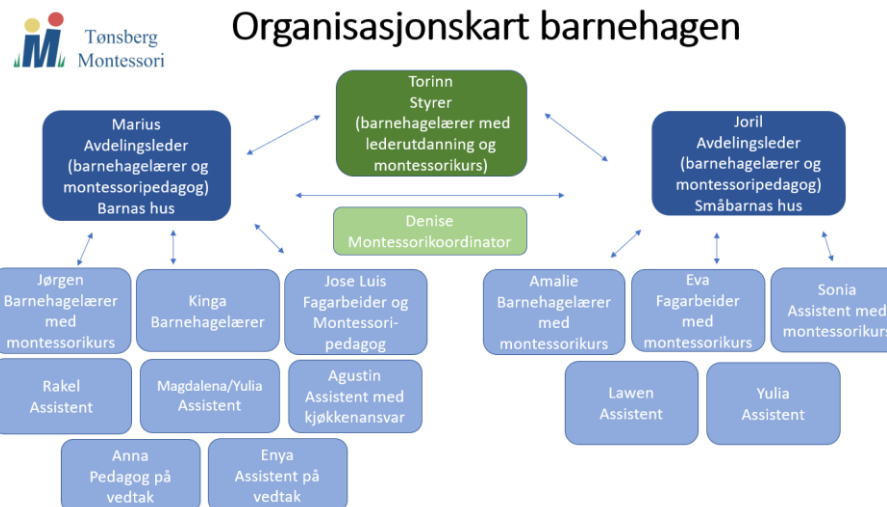 Tønsberg
Montessori
Organisasjonskart barnehagen
Torinn
Styrer
(barnehagelærer med
lederutdanning og
montessorikurs)
Marius
Avdelingsleder
(barnehagelærer og
montessoripedagog)
Barnas hus
Joril
Avdelingsleder
(barnehagelærer og
montessoripedagog)
Småbarnas hus
Denise
Montessorikoordinator
Jørgen
Barnehagelærer
med
montessorikurs
Kinga
Barnehagelærer
Jose Luis
Fagarbeider og
Montessori-
pedagog
Amalie
Barnehagelærer
med
montessorikurs
Eva
Fagarbeider
med
montessorikurs
Sonia
Assistent med
montessorikurs
Rakel
Assistent
Magdalena/Yulia
Assistent
Agustin
Assistent med
kjøkkenansvar
Lawen
Assistent
Yulia
Assistent
Anna
Pedagog på
vedtak
Enya
Assistent på
vedtak